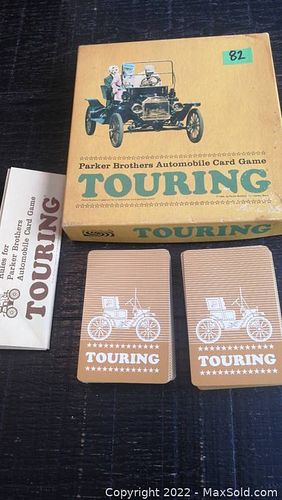 82
Parker Brothers Automobile Card Game
TOURING
TOURING
Rules for
Parker Brothers
Automobile Card Game
TOURING
TOURING
TOURING
Copyright 2022 - MaxSold.com